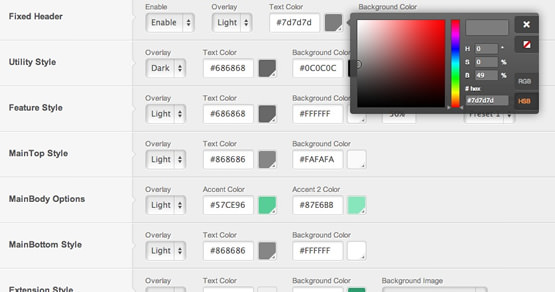 Enable Overlay Text Color Background Color
Fixed Header Enable Light #7d7d7d
H 0 °
S 0 %
B 49 % RGB
# hex
#7d7d7d HSB
Overlay Text Color Background Color
Utility Style Dark #686868 #0C0C0C
Overlay Text Color Background Color
Feature Style Light #686868 #FFFFFF
Overlay Text Color Background Color
MainTop Style Light #868686 #FAFAFA
Overlay Accent Color Accent 2 Color
MainBody Options Light #57CE96 #87E6BB
Overlay Text Color Background Color
MainBottom Style Light #868686 #FFFFFF
Overlay Text Color Background Color Background Image
Extension Style